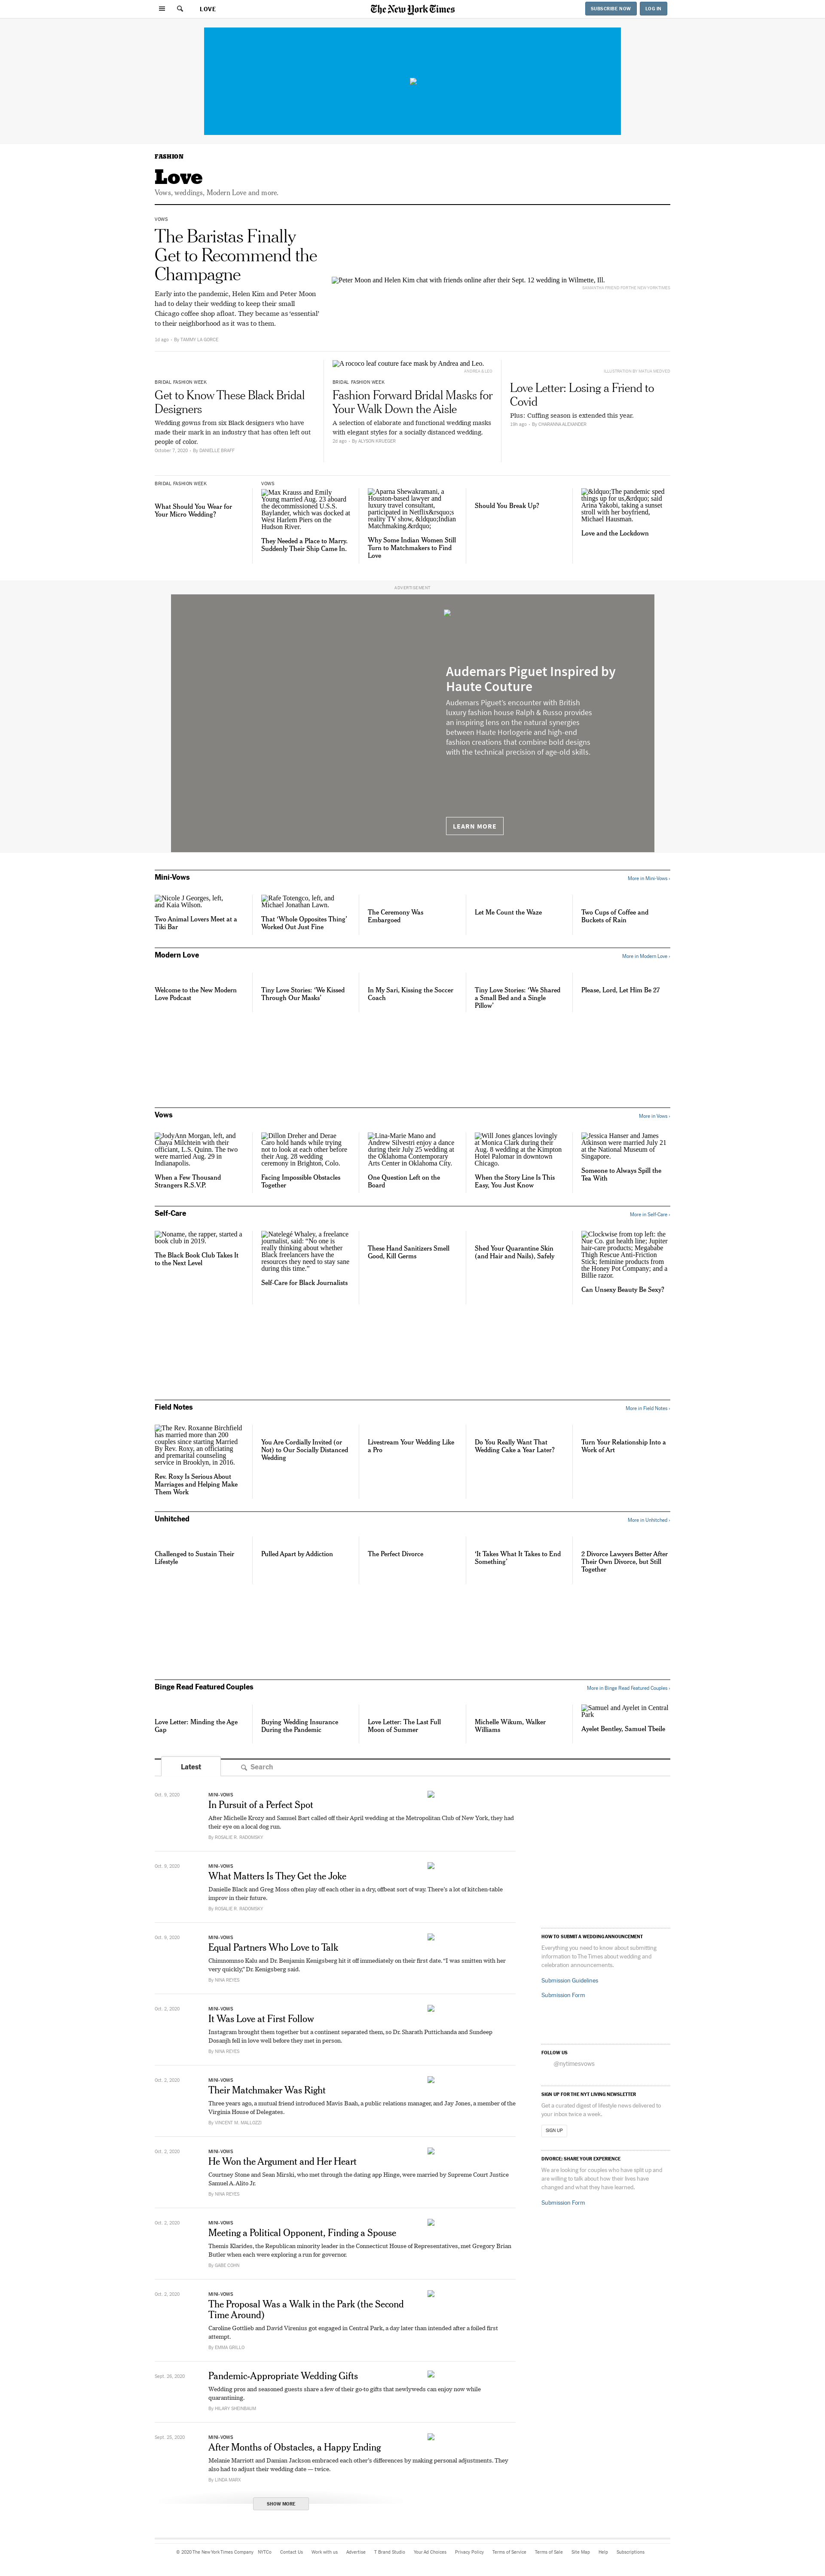 LOVE
The New York Times
SUBSCRIBE NOW
LOG IN
FASHION
Love
Vows, weddings, Modern Love and more.
VOWS
The Baristas Finally
Get to Recommend the
Champagne
Early into the pandemic, Helen Kim and Peter Moon
had to delay their wedding to keep their small
Chicago coffee shop afloat. They became as ‘essential’
to their neighborhood as it was to them.
1d ago · By TAMMY LA GORCE
Peter Moon and Helen Kim chat with friends online after their Sept. 12 wedding in Wilmette, Ill.
SAMANTHA FRIEND FOR THE NEW YORK TIMES
BRIDAL FASHION WEEK
Get to Know These Black Bridal
Designers
Wedding gowns from six Black designers who have
made their mark in an industry that has often left out
people of color.
October 7, 2020 · By DANIELLE BRAFF
A rococo leaf couture face mask by Andrea and Leo.
ANDREA & LEO
BRIDAL FASHION WEEK
Fashion Forward Bridal Masks for
Your Walk Down the Aisle
A selection of elaborate and functional wedding masks
with elegant styles for a socially distanced wedding.
2d ago · By ALYSON KRUEGER
ILLUSTRATION BY MATIJA MEDVED
Love Letter: Losing a Friend to
Covid
Plus: Cuffing season is extended this year.
19h ago · By CHARANNA ALEXANDER
BRIDAL FASHION WEEK
What Should You Wear for
Your Micro Wedding?
VOWS
Max Krauss and Emily
Young married Aug. 23 aboard
the decommissioned U.S.S.
Baylander, which was docked at
West Harlem Piers on the
Hudson River.
They Needed a Place to Marry.
Suddenly Their Ship Came In.
Aparna Shewakramani, a
Houston-based lawyer and
luxury travel consultant,
participated in Netflix&rsquo;s
reality TV show, &ldquo;Indian
Matchmaking.&rdquo;
Why Some Indian Women Still
Turn to Matchmakers to Find
Love
Should You Break Up?
&ldquo;The pandemic sped
things up for us,&rdquo; said
Arina Yakobi, taking a sunset
stroll with her boyfriend,
Michael Hausman.
Love and the Lockdown
ADVERTISEMENT
Audemars Piguet Inspired by
Haute Couture
Audemars Piguet’s encounter with British
luxury fashion house Ralph & Russo provides
an inspiring lens on the natural synergies
between Haute Horlogerie and high-end
fashion creations that combine bold designs
with the technical precision of age-old skills.
LEARN MORE
Mini-Vows
More in Mini-Vows ›
Nicole J Georges, left,
and Kaia Wilson.
Two Animal Lovers Meet at a
Tiki Bar
Rafe Totengco, left, and
Michael Jonathan Lawn.
That ‘Whole Opposites Thing’
Worked Out Just Fine
The Ceremony Was
Embargoed
Let Me Count the Waze
Two Cups of Coffee and
Buckets of Rain
Modern Love
More in Modern Love ›
Welcome to the New Modern
Love Podcast
Tiny Love Stories: ‘We Kissed
Through Our Masks’
In My Sari, Kissing the Soccer
Coach
Tiny Love Stories: ‘We Shared
a Small Bed and a Single
Pillow’
Please, Lord, Let Him Be 27
Vows
More in Vows ›
JodyAnn Morgan, left, and
Chaya Milchtein with their
officiant, L.S. Quinn. The two
were married Aug. 29 in
Indianapolis.
When a Few Thousand
Strangers R.S.V.P.
Dillon Dreher and Derae
Caro hold hands while trying
not to look at each other before
their Aug. 28 wedding
ceremony in Brighton, Colo.
Facing Impossible Obstacles
Together
Lina-Marie Mano and
Andrew Silvestri enjoy a dance
during their July 25 wedding at
the Oklahoma Contemporary
Arts Center in Oklahoma City.
One Question Left on the
Board
Will Jones glances lovingly
at Monica Clark during their
Aug. 8 wedding at the Kimpton
Hotel Palomar in downtown
Chicago.
When the Story Line Is This
Easy, You Just Know
Jessica Hanser and James
Atkinson were married July 21
at the National Museum of
Singapore.
Someone to Always Spill the
Tea With
Self-Care
More in Self-Care ›
Noname, the rapper, started a
book club in 2019.
The Black Book Club Takes It
to the Next Level
Natelegé Whaley, a freelance
journalist, said: “No one is
really thinking about whether
Black freelancers have the
resources they need to stay sane
during this time.”
Self-Care for Black Journalists
These Hand Sanitizers Smell
Good, Kill Germs
Shed Your Quarantine Skin
(and Hair and Nails), Safely
Clockwise from top left: the
Nue Co. gut health line; Jupiter
hair-care products; Megababe
Thigh Rescue Anti-Friction
Stick; feminine products from
the Honey Pot Company; and a
Billie razor.
Can Unsexy Beauty Be Sexy?
Field Notes
More in Field Notes ›
The Rev. Roxanne Birchfield
has married more than 200
couples since starting Married
By Rev. Roxy, an officiating
and premarital counseling
service in Brooklyn, in 2016.
Rev. Roxy Is Serious About
Marriages and Helping Make
Them Work
You Are Cordially Invited (or
Not) to Our Socially Distanced
Wedding
Livestream Your Wedding Like
a Pro
Do You Really Want That
Wedding Cake a Year Later?
Turn Your Relationship Into a
Work of Art
Unhitched
More in Unhitched ›
Challenged to Sustain Their
Lifestyle
Pulled Apart by Addiction
The Perfect Divorce
‘It Takes What It Takes to End
Something’
2 Divorce Lawyers Better After
Their Own Divorce, but Still
Together
Binge Read Featured Couples
More in Binge Read Featured Couples ›
Love Letter: Minding the Age
Gap
Buying Wedding Insurance
During the Pandemic
Love Letter: The Last Full
Moon of Summer
Michelle Wikum, Walker
Williams
Samuel and Ayelet in Central
Park
Ayelet Bentley, Samuel Tbeile
Latest
Search
Oct. 9, 2020
MINI-VOWS
In Pursuit of a Perfect Spot
After Michelle Krozy and Samuel Bart called off their April wedding at the Metropolitan Club of New York, they had
their eye on a local dog run.
By ROSALIE R. RADOMSKY
Oct. 9, 2020
MINI-VOWS
What Matters Is They Get the Joke
Danielle Black and Greg Moss often play off each other in a dry, offbeat sort of way. There’s a lot of kitchen-table
improv in their future.
By ROSALIE R. RADOMSKY
Oct. 9, 2020
MINI-VOWS
Equal Partners Who Love to Talk
Chimnomnso Kalu and Dr. Benjamin Kenigsberg hit it off immediately on their first date. “I was smitten with her
very quickly,” Dr. Kenigsberg said.
By NINA REYES
Oct. 2, 2020
MINI-VOWS
It Was Love at First Follow
Instagram brought them together but a continent separated them, so Dr. Sharath Puttichanda and Sundeep
Dosanjh fell in love well before they met in person.
By NINA REYES
Oct. 2, 2020
MINI-VOWS
Their Matchmaker Was Right
Three years ago, a mutual friend introduced Mavis Baah, a public relations manager, and Jay Jones, a member of the
Virginia House of Delegates.
By VINCENT M. MALLOZZI
Oct. 2, 2020
MINI-VOWS
He Won the Argument and Her Heart
Courtney Stone and Sean Mirski, who met through the dating app Hinge, were married by Supreme Court Justice
Samuel A. Alito Jr.
By NINA REYES
Oct. 2, 2020
MINI-VOWS
Meeting a Political Opponent, Finding a Spouse
Themis Klarides, the Republican minority leader in the Connecticut House of Representatives, met Gregory Brian
Butler when each were exploring a run for governor.
By GABE COHN
Oct. 2, 2020
MINI-VOWS
The Proposal Was a Walk in the Park (the Second
Time Around)
Caroline Gottlieb and David Virenius got engaged in Central Park, a day later than intended after a foiled first
attempt.
By EMMA GRILLO
Sept. 26, 2020
Pandemic-Appropriate Wedding Gifts
Wedding pros and seasoned guests share a few of their go-to gifts that newlyweds can enjoy now while
quarantining.
By HILARY SHEINBAUM
Sept. 25, 2020
MINI-VOWS
After Months of Obstacles, a Happy Ending
Melanie Marriott and Damian Jackson embraced each other’s differences by making personal adjustments. They
also had to adjust their wedding date — twice.
By LINDA MARX
SHOW MORE
HOW TO SUBMIT A WEDDING ANNOUNCEMENT
Everything you need to know about submitting
information to The Times about wedding and
celebration announcements.
Submission Guidelines
Submission Form
FOLLOW US
@nytimesvows
SIGN UP FOR THE NYT LIVING NEWSLETTER
Get a curated digest of lifestyle news delivered to
your inbox twice a week.
SIGN UP
DIVORCE: SHARE YOUR EXPERIENCE
We are looking for couples who have split up and
are willing to talk about how their lives have
changed and what they have learned.
Submission Form
© 2020 The New York Times Company NYTCo Contact Us Work with us Advertise T Brand Studio Your Ad Choices Privacy Policy Terms of Service Terms of Sale Site Map Help Subscriptions